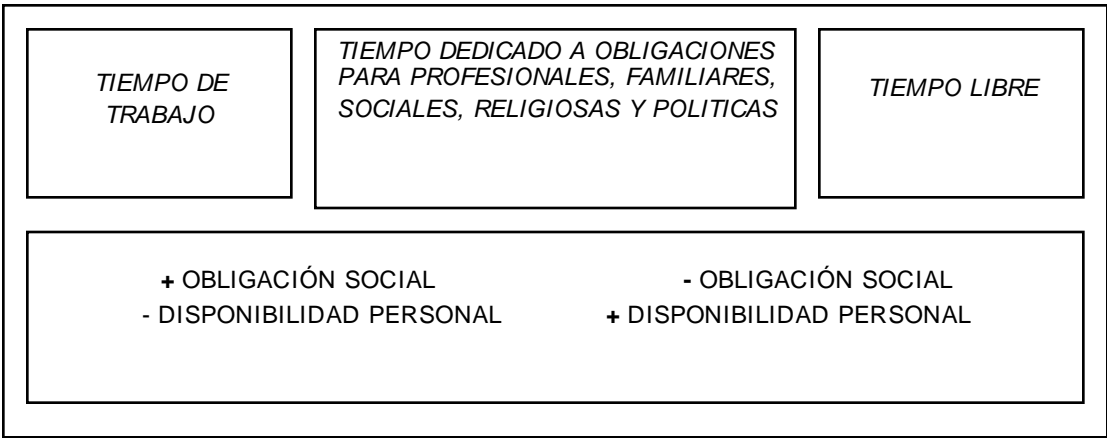 TIEMPO DE
TRABAJO
TIEMPO DEDICADO A OBLIGACIONES
PARA PROFESIONALES, FAMILIARES,
SOCIALES, RELIGIOSAS Y POLITICAS
TIEMPO LIBRE
+ OBLIGACIÓN SOCIAL
- DISPONIBILIDAD PERSONAL
- OBLIGACIÓN SOCIAL
+ DISPONIBILIDAD PERSONAL